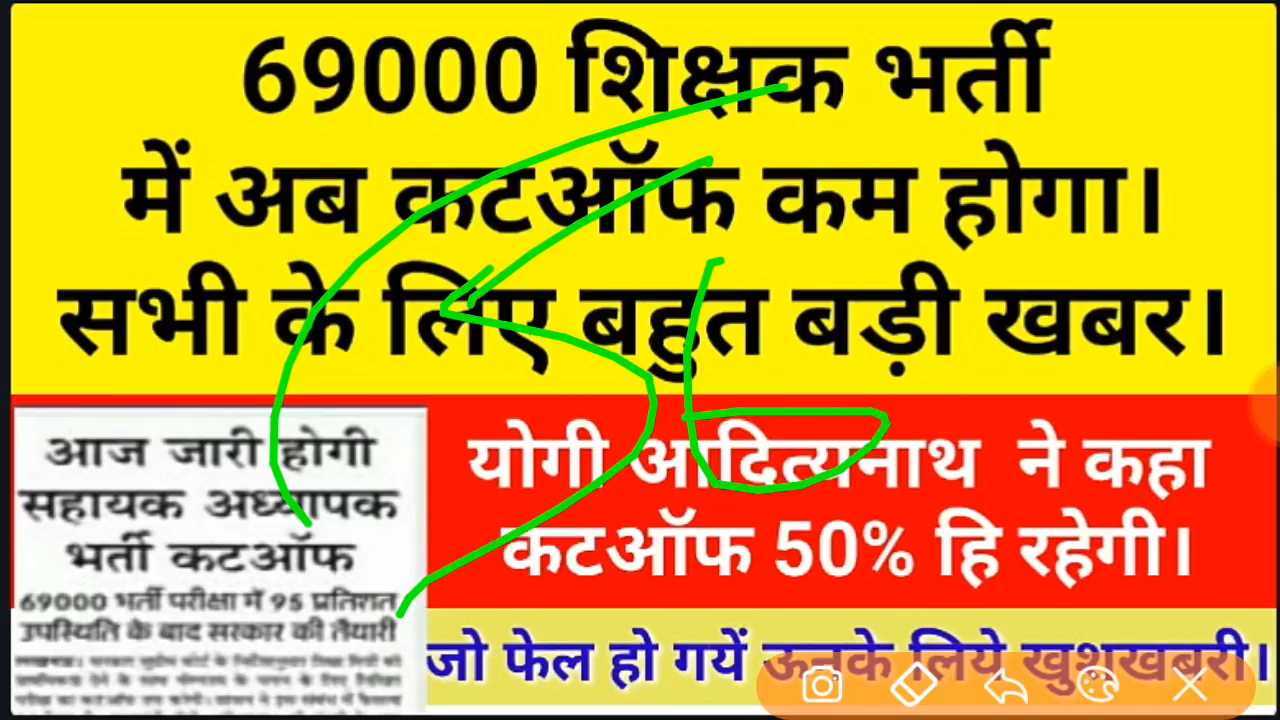 69000 शिक्षक भर्ती
में अब कटऑफ कम होगा।
सभी के लिए बहुत बड़ी खबर।
आज जारी होगी
सहायक अध्यापक
भर्ती कटऑफ
69000 भर्ती परीक्षा में 95 प्रतिशत
उपस्थिति के बाद सरकार की तैयारी
योगी आदित्यनाथ ने कहा
कटऑफ 50% हि रहेगी।
जो फेल हो गयें उनके लिये खुशखबरी।